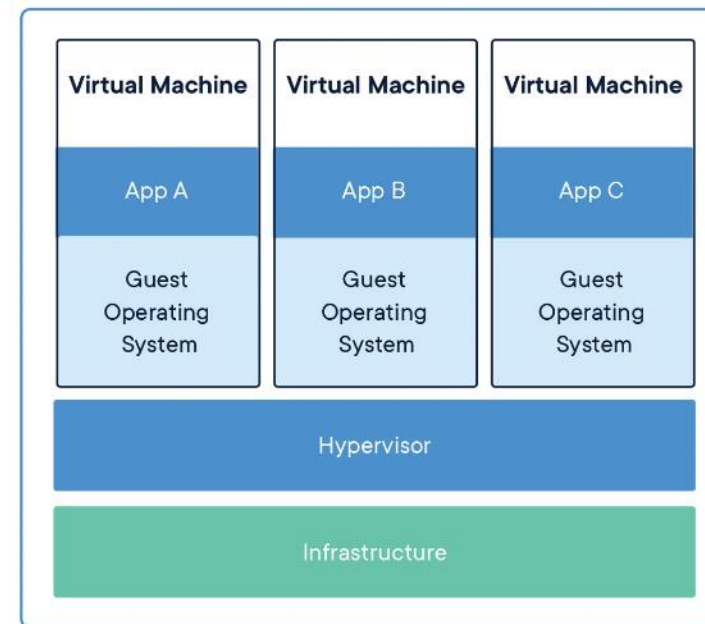 Virtual Machine
App A
Guest
Operating
System
Virtual Machine
App B
Guest
Operating
System
Virtual Machine
App C
Guest
Operating
System
Hypervisor
Infrastructure